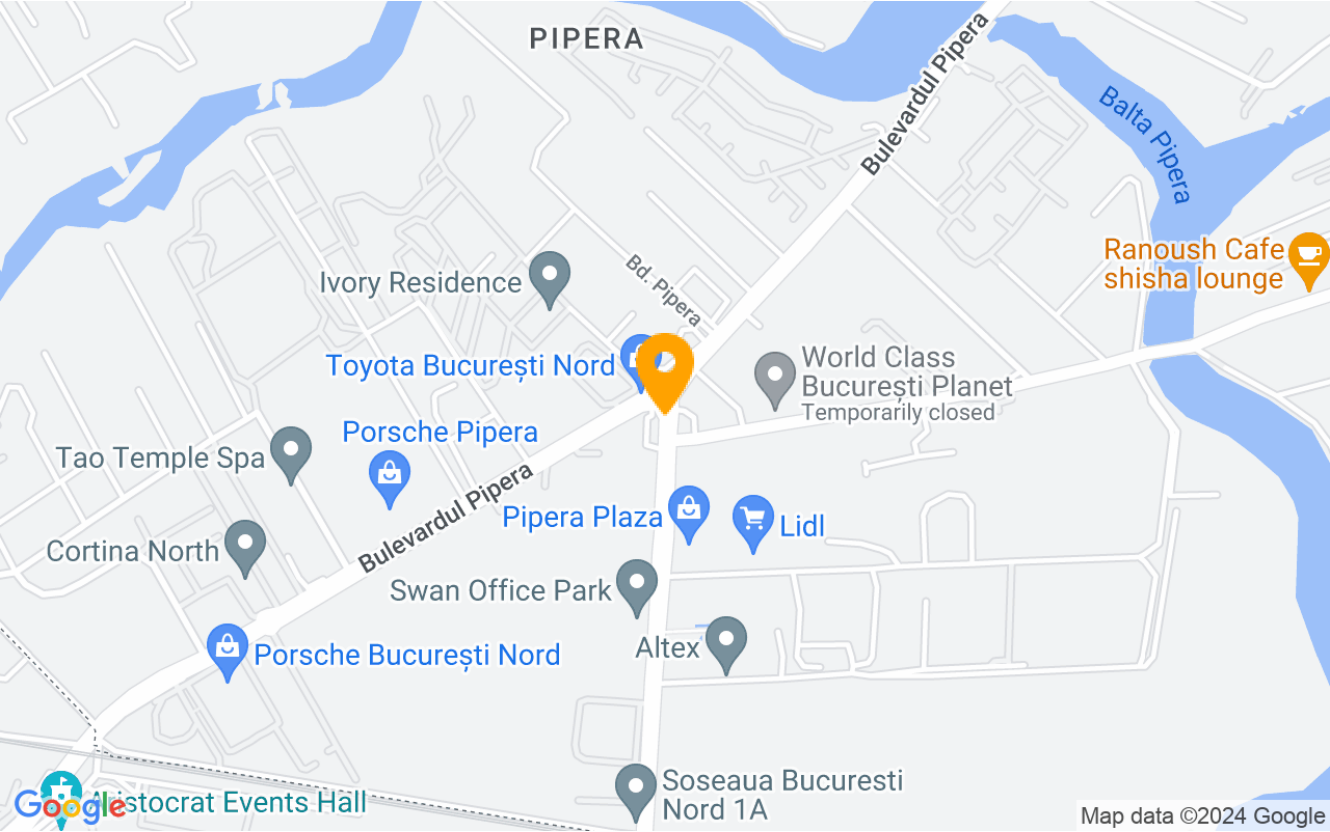 PIPERA
Bulevardul Pipera
Balta Pipera
Ranoush Cafe
shisha lounge
Ivory Residence
Bd. Pipera
Toyota București Nord
World Class
București Planet
Temporarily closed
Porsche Pipera
Tao Temple Spa
Bulevardul Pipera
Pipera Plaza
Lidl
Cortina North
Swan Office Park
Altex
Porsche București Nord
Soseaua Bucuresti
Nord 1A
Aristocrat Events Hall
Google
Map data ©2024 Google